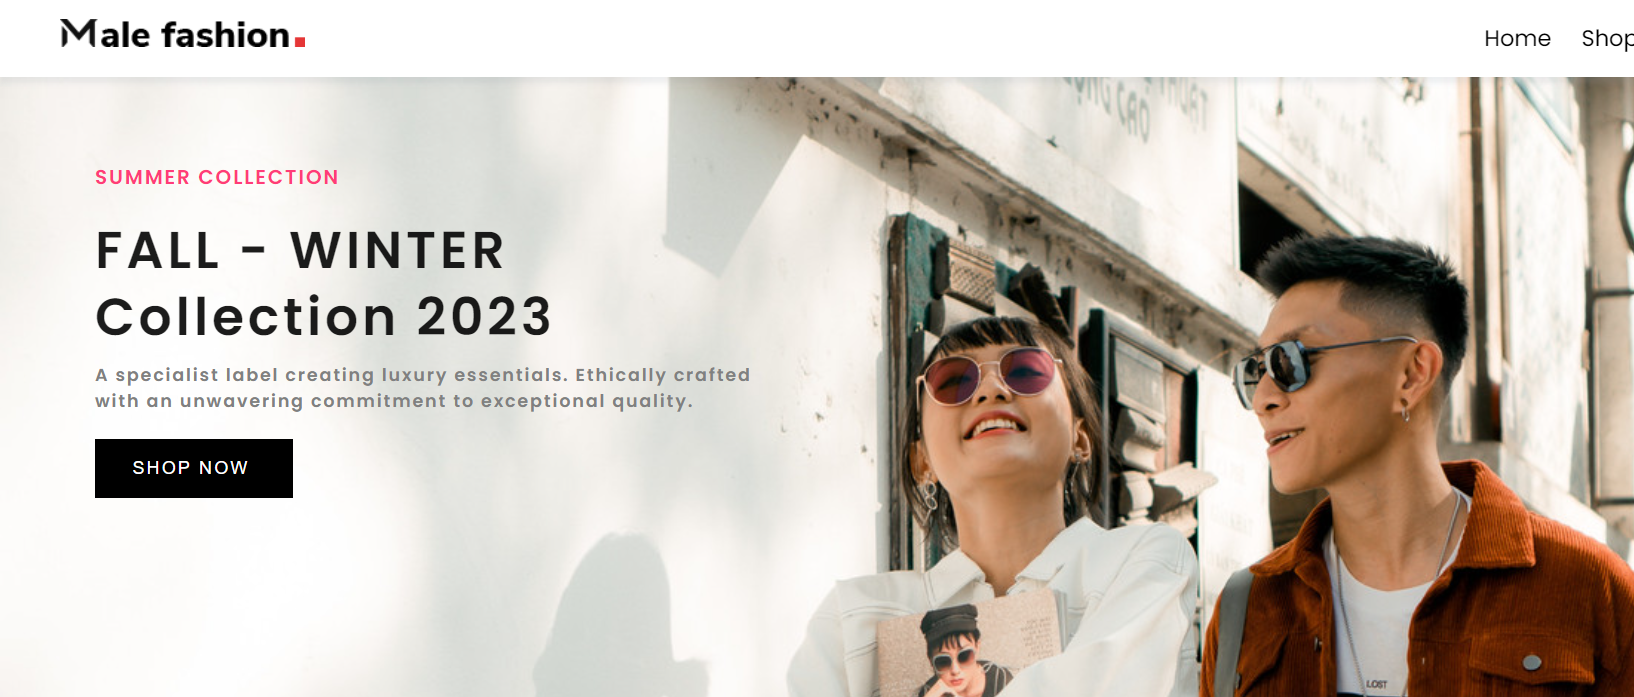 Male fashion.
Home Shop
SUMMER COLLECTION
FALL - WINTER
Collection 2023
A specialist label creating luxury essentials. Ethically crafted
with an unwavering commitment to exceptional quality.
SHOP NOW
LOST